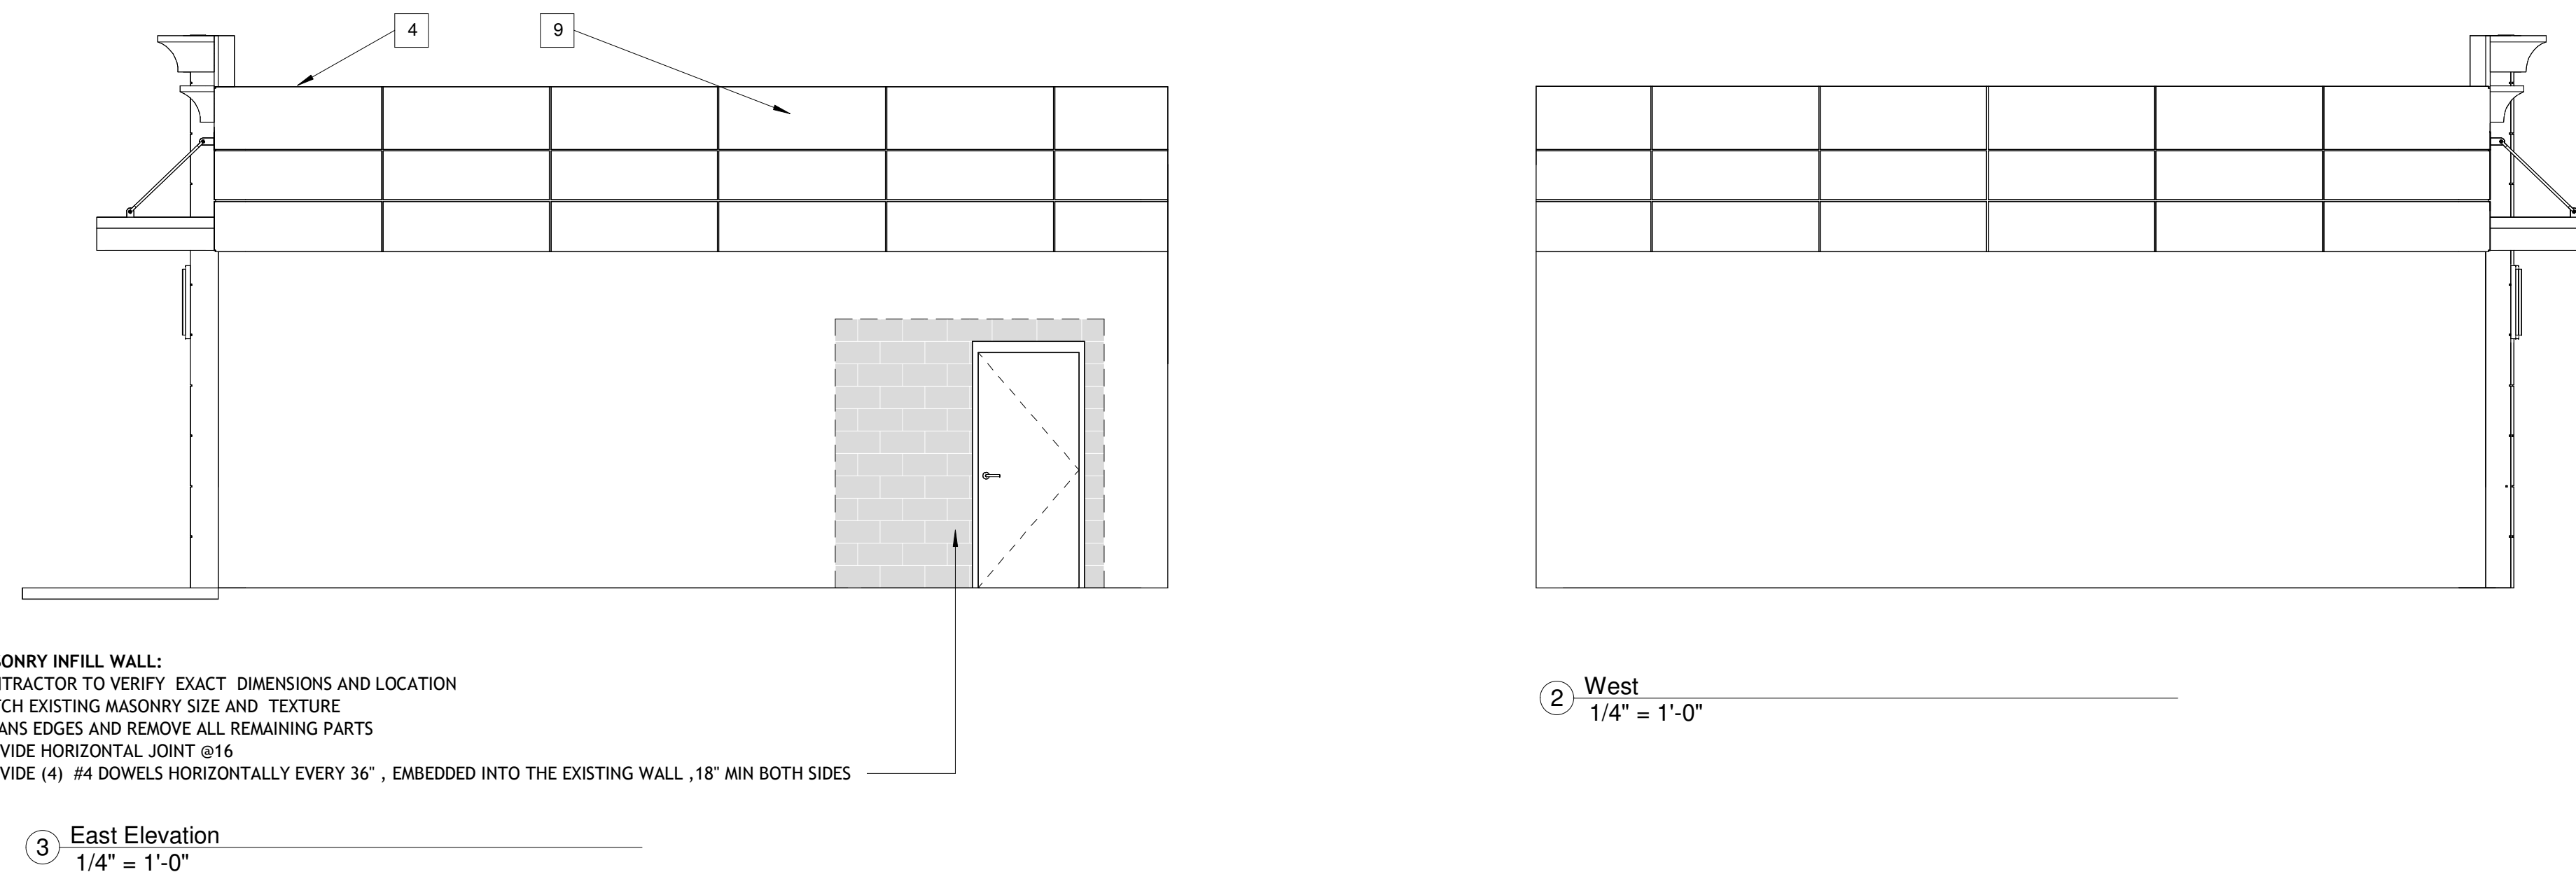 4
9
SONRY INFILL WALL:
NTRACTOR TO VERIFY EXACT DIMENSIONS AND LOCATION
TCH EXISTING MASONRY SIZE AND TEXTURE
ANS EDGES AND REMOVE ALL REMAINING PARTS
VIDE HORIZONTAL JOINT @16
VIDE (4) #4 DOWELS HORIZONTALLY EVERY 36" , EMBEDDED INTO THE EXISTING WALL ,18" MIN BOTH SIDES
3 East Elevation
1/4" = 1'-0"
2 West
1/4" = 1'-0"